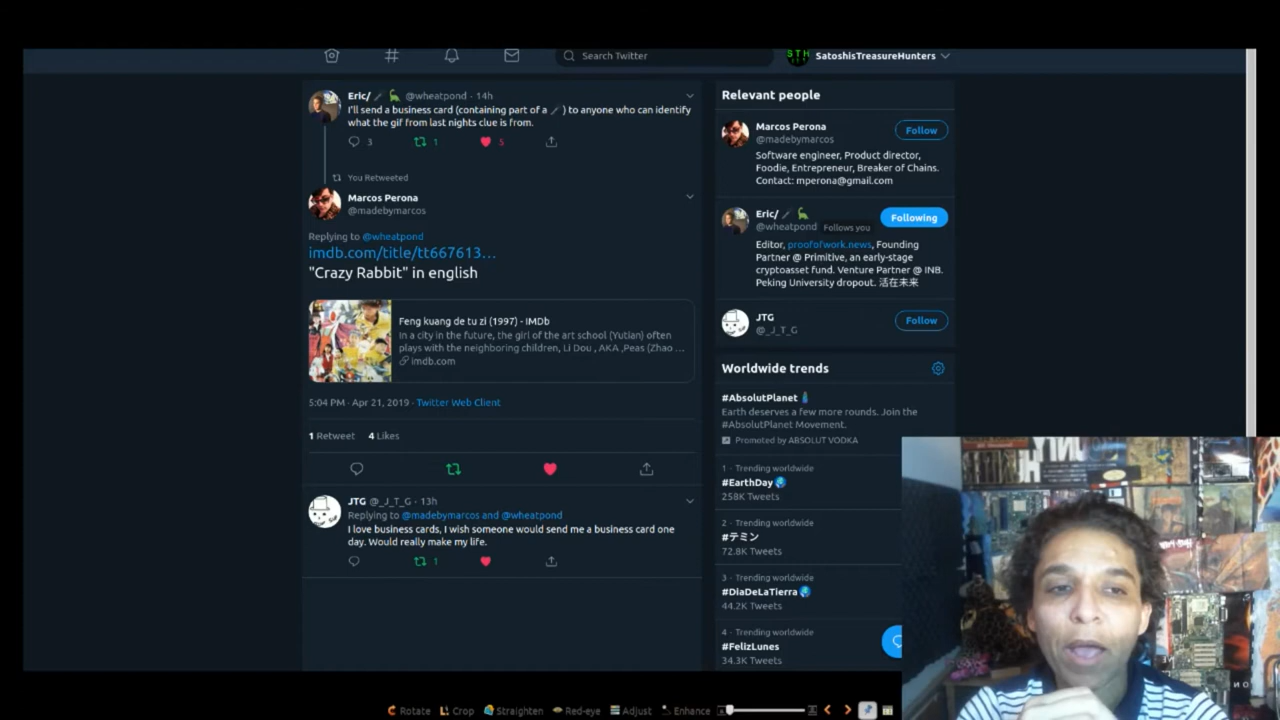 Search Twitter
STH
SatoshisTreasureHunters
Eric/ @wheatpond · 14h
I'll send a business card (containing part of a 🗝) to anyone who can identify
what the gif from last nights clue is from.
3 1 5
You Retweeted
Marcos Perona
@madebymarcos
Replying to @wheatpond
imdb.com/title/tt667613...
"Crazy Rabbit" in english
Feng kuang de tu zi (1997) - IMDb
In a city in the future, the girl of the art school (Yutian) often
plays with the neighboring children, Li Dou , AKA ,Peas (Zhao ...
imdb.com
5:04 PM · Apr 21, 2019 · Twitter Web Client
1 Retweet 4 Likes
JTG @_J_T_G · 13h
Replying to @madebymarcos and @wheatpond
I love business cards, I wish someone would send me a business card one
day. Would really make my life.
1
Relevant people
Marcos Perona
Follow
@madebymarcos
Software engineer, Product director,
Foodie, Entrepreneur, Breaker of Chains.
Contact: mperona@gmail.com
Eric/
Following
@wheatpond Follows you
Editor, proofofwork.news, Founding
Partner @ Primitive, an early-stage
cryptoasset fund. Venture Partner @ INB.
Peking University dropout. 活在未来
JTG
Follow
@_J_T_G
Worldwide trends
#AbsolutPlanet
Earth deserves a few more rounds. Join the
#AbsolutPlanet Movement.
Promoted by ABSOLUT VODKA
1 · Trending worldwide
#EarthDay
258K Tweets
2 · Trending worldwide
#テミン
72.8K Tweets
3 · Trending worldwide
#DiaDeLaTierra
44.2K Tweets
4 · Trending worldwide
#FelizLunes
34.3K Tweets
Rotate Crop Straighten Red-eye Adjust Enhance